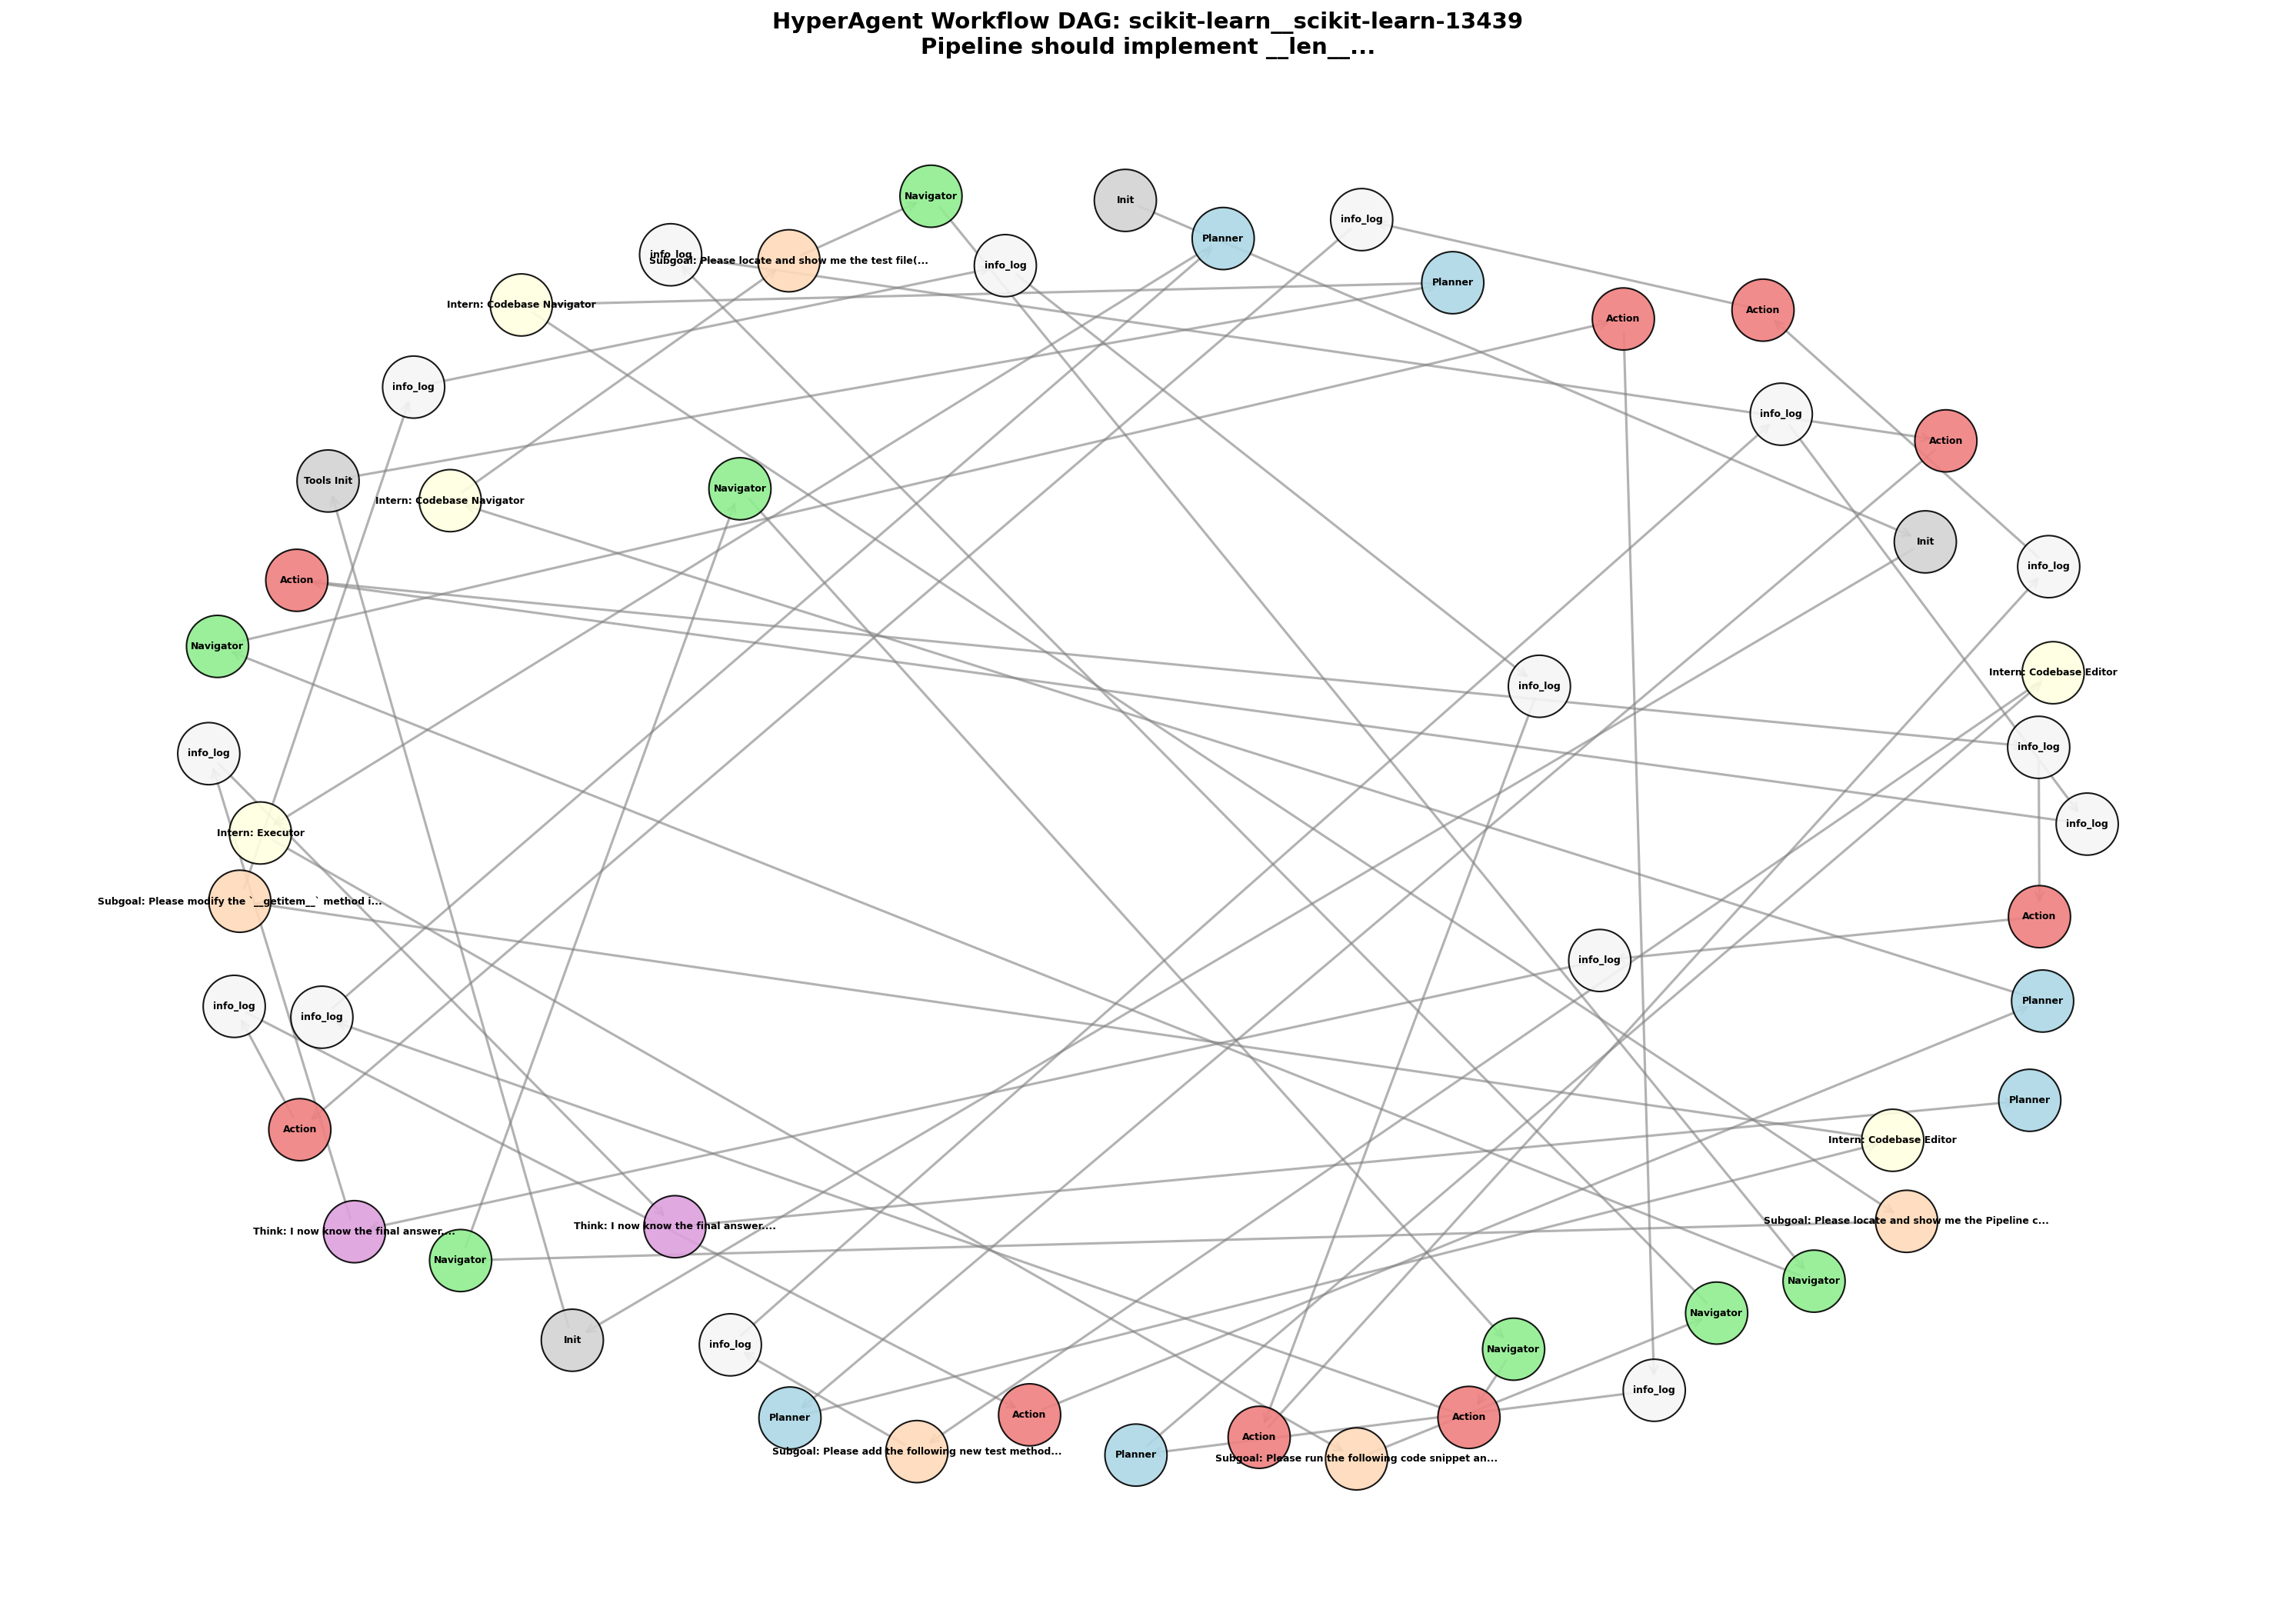 HyperAgent Workflow DAG: scikit-learn__scikit-learn-13439
Pipeline should implement __len__...
Navigator
Init
info_log
Planner
info_log
Subgoal: Please locate and show me the test file(...
info_log
Planner
Intern: Codebase Navigator
Action
Action
info_log
info_log
Action
Tools Init
Navigator
Intern: Codebase Navigator
Init
info_log
Action
Navigator
Intern: Codebase Editor
info_log
info_log
info_log
info_log
Intern: Executor
Subgoal: Please modify the `__getitem__` method i...
Action
info_log
Planner
info_log
info_log
Planner
Action
Intern: Codebase Editor
Subgoal: Please locate and show me the Pipeline c...
Think: I now know the final answer....
Think: I now know the final answer....
Navigator
Navigator
Navigator
Init
info_log
Navigator
info_log
Action
Planner
Action
Action
Subgoal: Please add the following new test method...
Planner
Subgoal: Please run the following code snippet an...